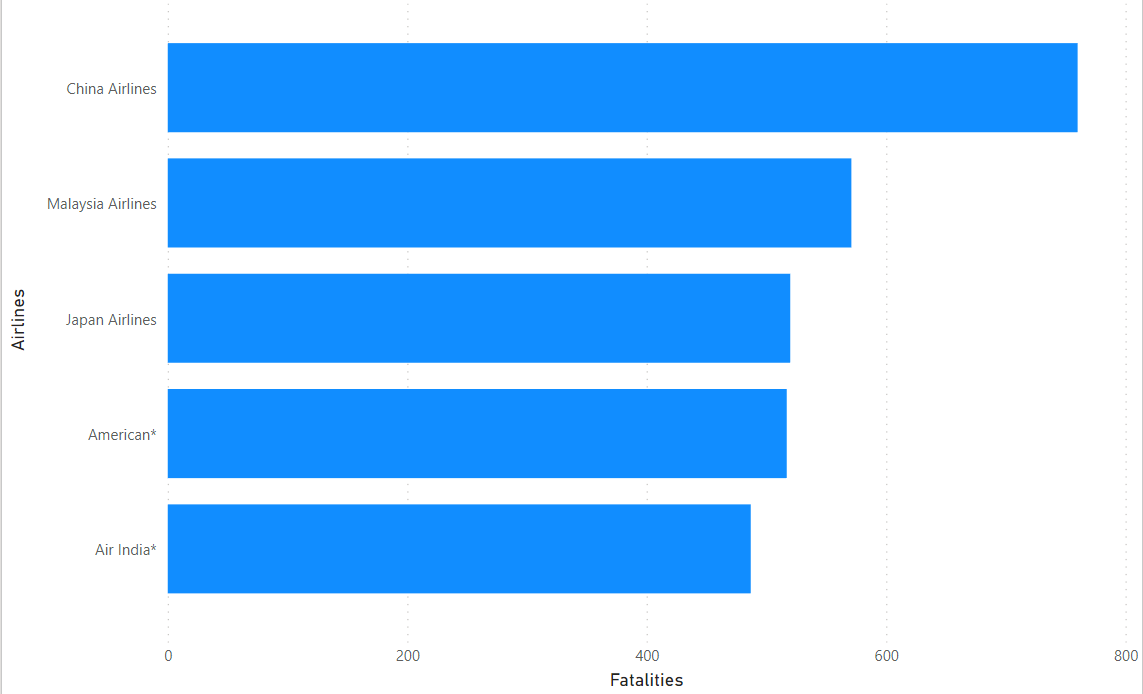 China Airlines
Malaysia Airlines
Japan Airlines
American*
Air India*
Airlines
0 200 400 600 800
Fatalities